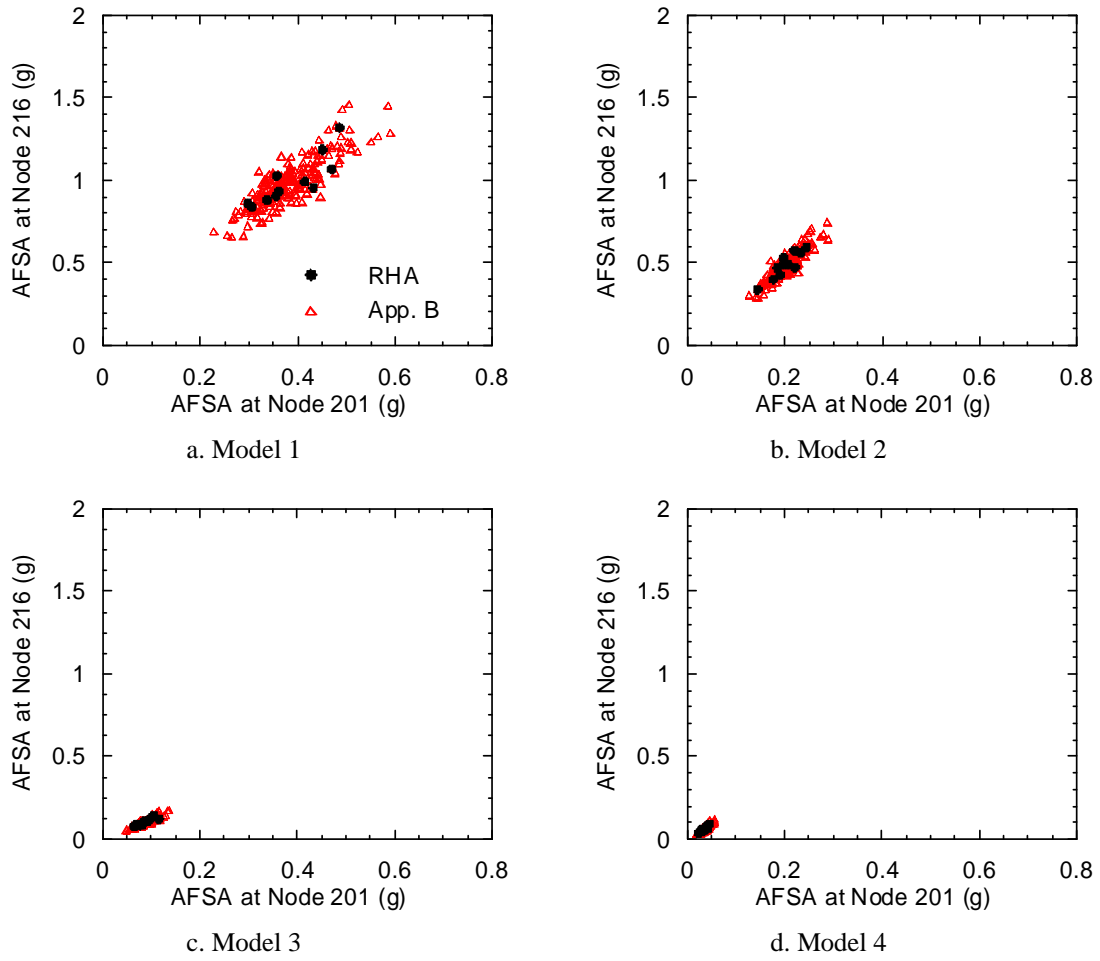 2
1.5
1
0.5
0
AFSA at Node 216 (g)
RHA
App. B
0 0.2 0.4 0.6 0.8
AFSA at Node 201 (g)
a. Model 1
2
1.5
1
0.5
0
AFSA at Node 216 (g)
0 0.2 0.4 0.6 0.8
AFSA at Node 201 (g)
b. Model 2
2
1.5
1
0.5
0
AFSA at Node 216 (g)
0 0.2 0.4 0.6 0.8
AFSA at Node 201 (g)
c. Model 3
2
1.5
1
0.5
0
AFSA at Node 216 (g)
0 0.2 0.4 0.6 0.8
AFSA at Node 201 (g)
d. Model 4